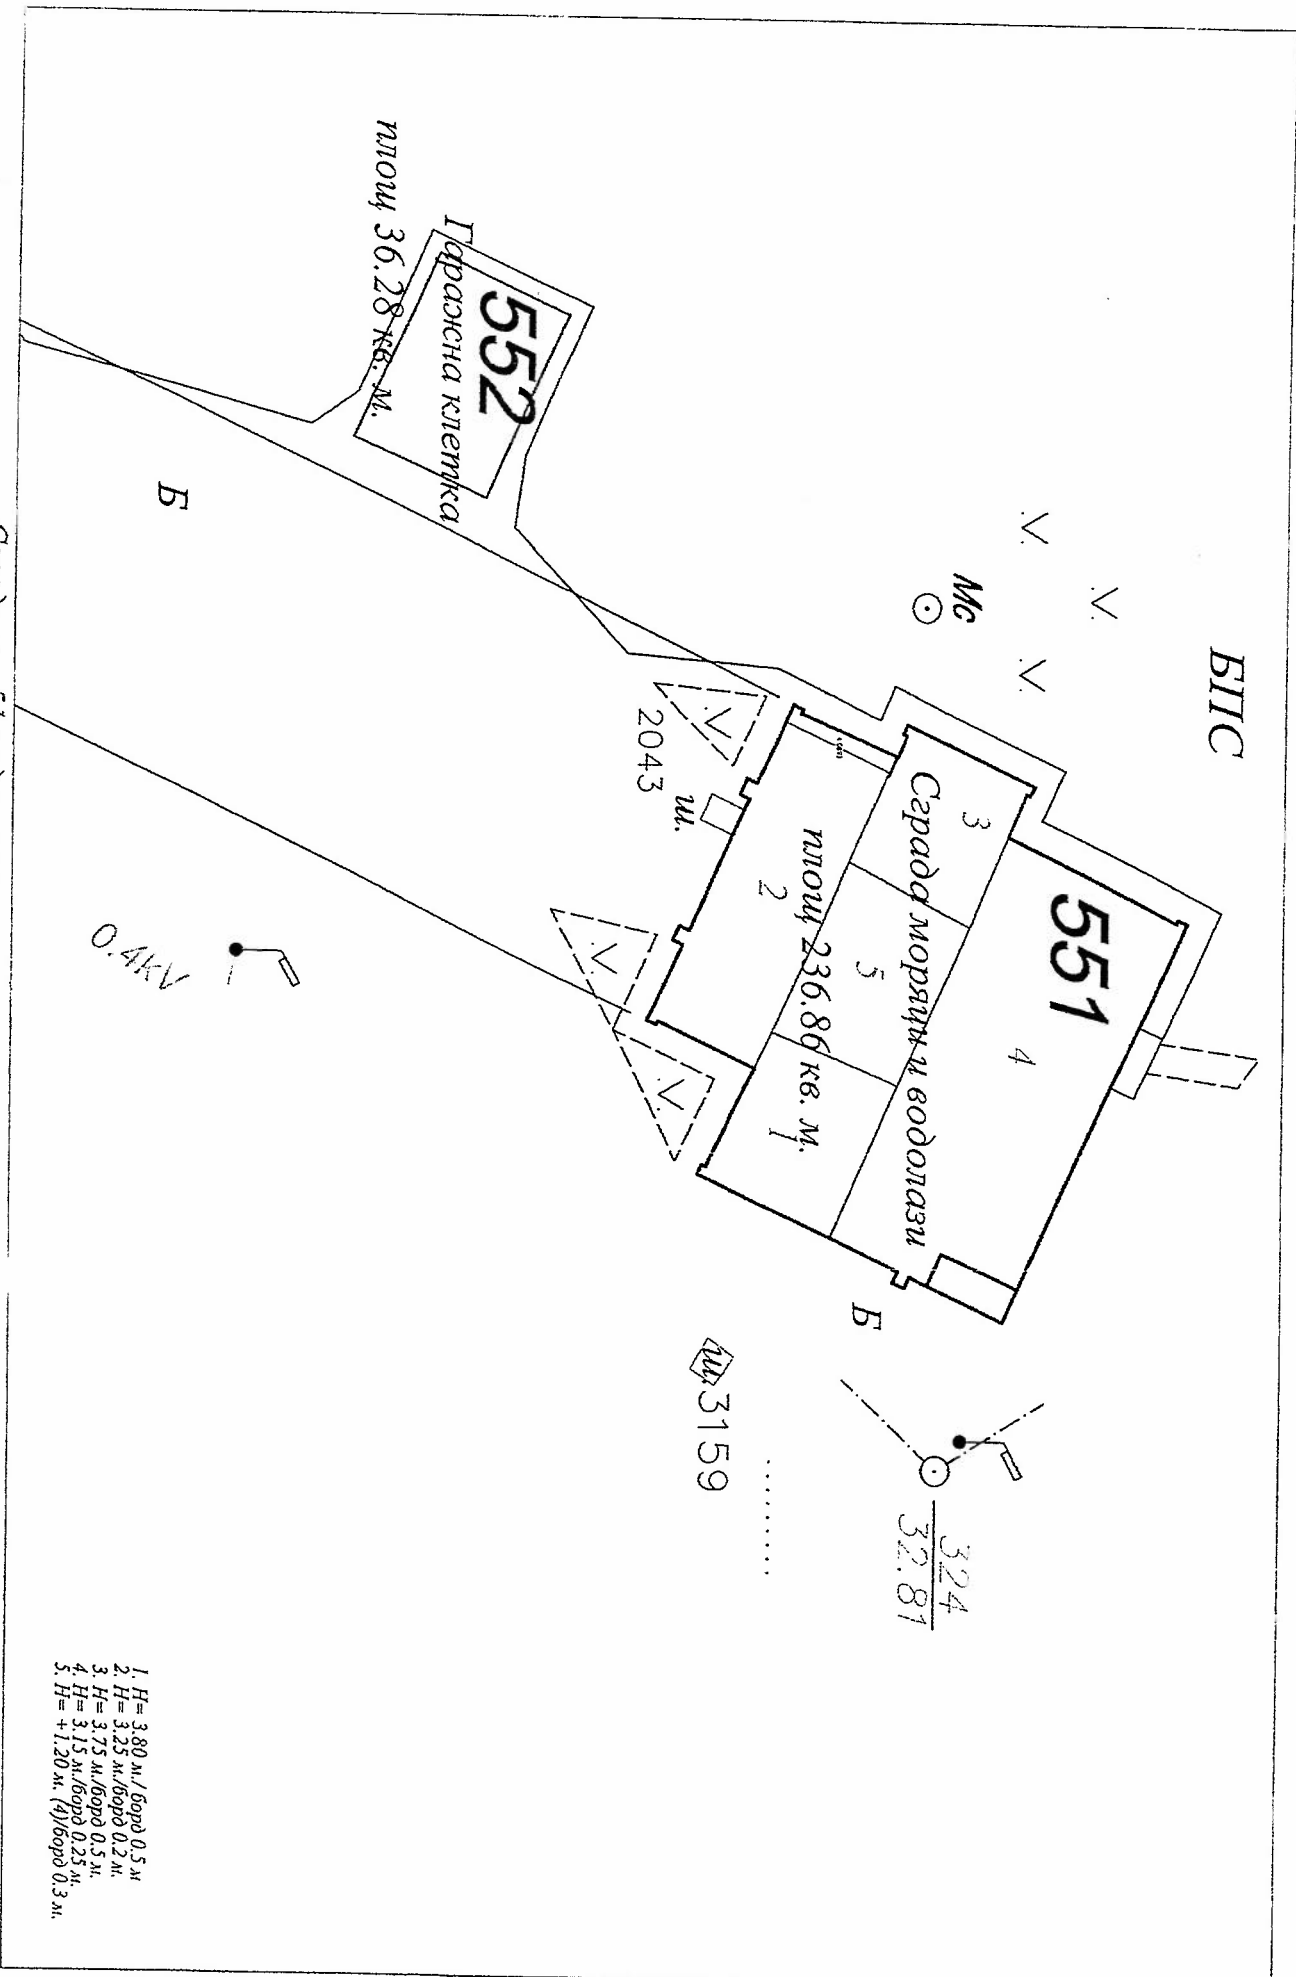 БПС
551
4
3
Сграда моряци и водолази
5
площ 236.86 кв. м.
2
1
Мс
V.
V.
V.
Б
324
32.81
ш.
3159
V.
2043
ш.
V.
V.
552
Гаражна клетка
площ 36.28 кв. м.
Б
0.4kV
1. H= 3.80 м./ борд 0.5 м
2. H= 3.25 м./борд 0.2 м.
3. H= 3.75 м./борд 0.5 м.
4. H= 3.15 м./борд 0.25 м.
5. H= +1.20 м. (4)/борд 0.3 м.